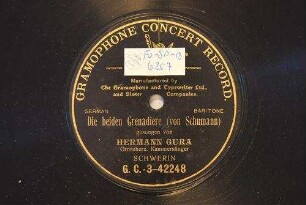 GRAMOPHONE CONCERT RECORD.
Manufactured by
The Gramophone and Typewriter Ltd.,
and Sister Companies.
GERMAN BARITONE
Die beiden Grenadiere (von Schumann)
gesungen von
HERMANN GURA
Kammersänger
SCHWERIN
G. C.-3-42248